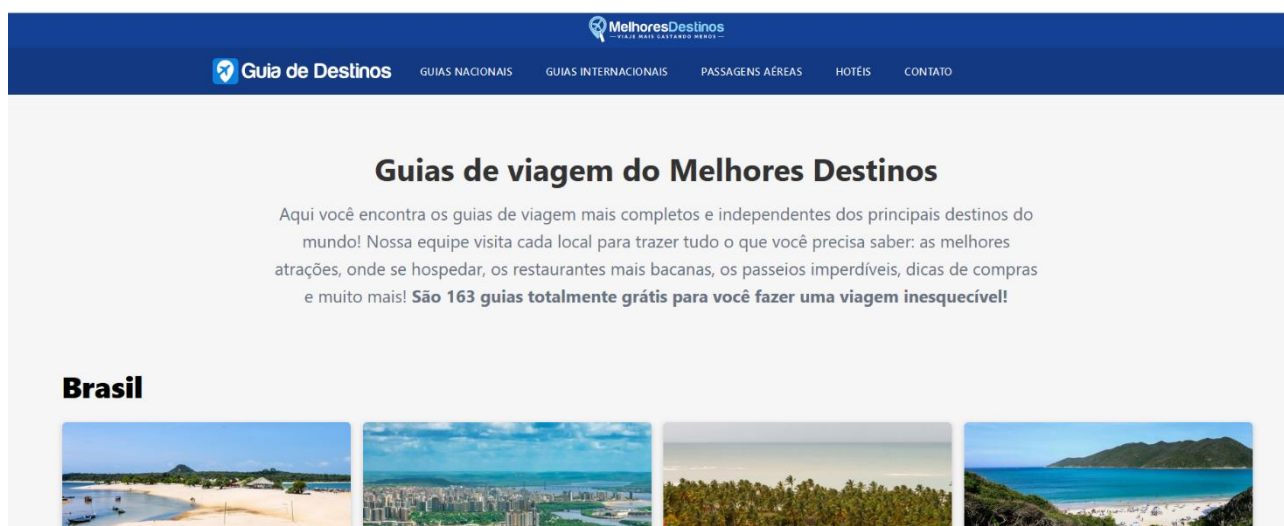 MelhoresDestinos
VIAJE MAIS GASTANDO MENOS
Guia de Destinos GUIAS NACIONAIS GUIAS INTERNACIONAIS PASSAGENS AÉREAS HOTÉIS CONTATO
Guias de viagem do Melhores Destinos
Aqui você encontra os guias de viagem mais completos e independentes dos principais destinos do
mundo! Nossa equipe visita cada local para trazer tudo o que você precisa saber: as melhores
atrações, onde se hospedar, os restaurantes mais bacanas, os passeios imperdíveis, dicas de compras
e muito mais! São 163 guias totalmente grátis para você fazer uma viagem inesquecível!
Brasil